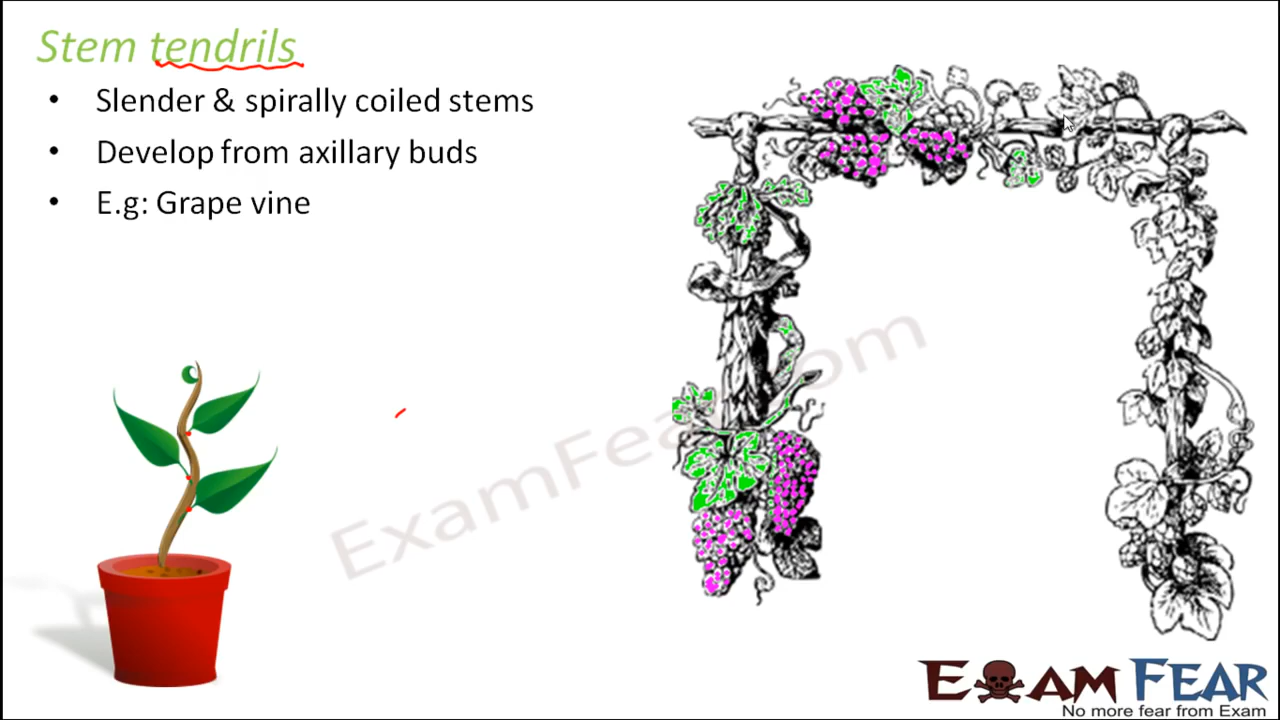 Stem tendrils
• Slender & spirally coiled stems
• Develop from axillary buds
• E.g: Grape vine
ExamFear.com
EXAM FEAR
No more fear from Exam